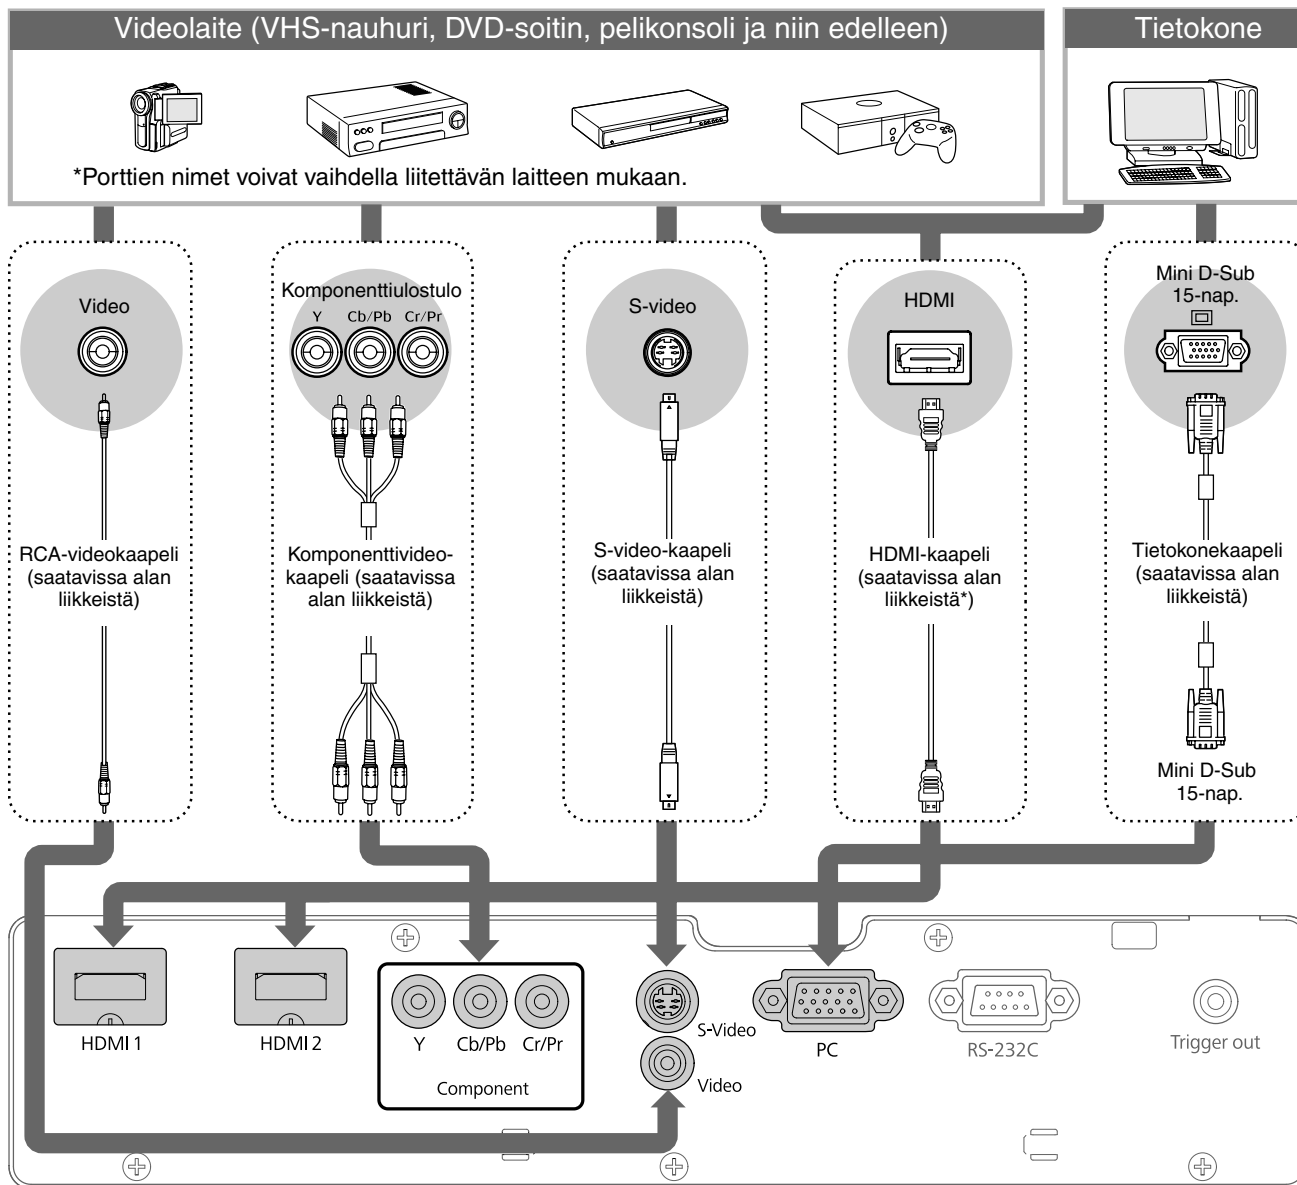 Videolaite (VHS-nauhuri, DVD-soitin, pelikonsoli ja niin edelleen)
Tietokone
*Porttien nimet voivat vaihdella liitettävän laitteen mukaan.
Video
Komponenttiulostulo
Y Cb/Pb Cr/Pr
S-video
HDMI
Mini D-Sub
15-nap.
RCA-videokaapeli
(saatavissa alan
liikkeistä)
Komponenttivideo-
kaapeli (saatavissa
alan liikkeistä)
S-video-kaapeli
(saatavissa alan
liikkeistä)
HDMI-kaapeli
(saatavissa alan
liikkeistä*)
Tietokonekaapeli
(saatavissa alan
liikkeistä)
Mini D-Sub
15-nap.
HDMI 1
HDMI 2
Y Cb/Pb Cr/Pr
Component
S-Video
Video
PC
RS-232C
Trigger out